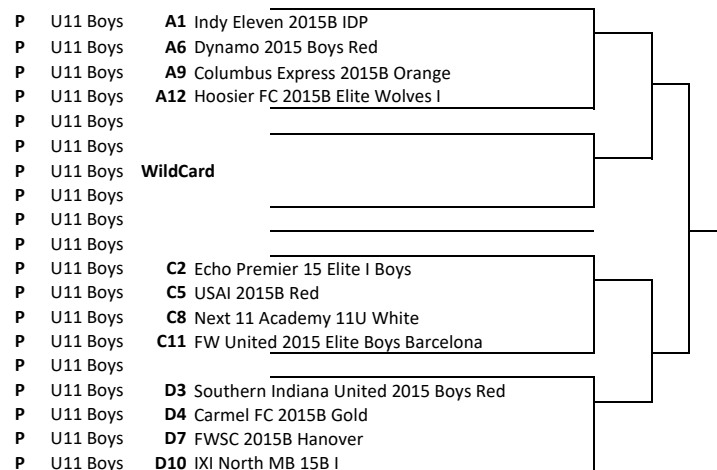 P U11 Boys A1 Indy Eleven 2015B IDP
P U11 Boys A6 Dynamo 2015 Boys Red
P U11 Boys A9 Columbus Express 2015B Orange
P U11 Boys A12 Hoosier FC 2015B Elite Wolves I
P U11 Boys
P U11 Boys
P U11 Boys WildCard
P U11 Boys
P U11 Boys
P U11 Boys
P U11 Boys C2 Echo Premier 15 Elite I Boys
P U11 Boys C5 USAI 2015B Red
P U11 Boys C8 Next 11 Academy 11U White
P U11 Boys C11 FW United 2015 Elite Boys Barcelona
P U11 Boys
P U11 Boys D3 Southern Indiana United 2015 Boys Red
P U11 Boys D4 Carmel FC 2015B Gold
P U11 Boys D7 FWSC 2015B Hanover
P U11 Boys D10 IXI North MB 15B I